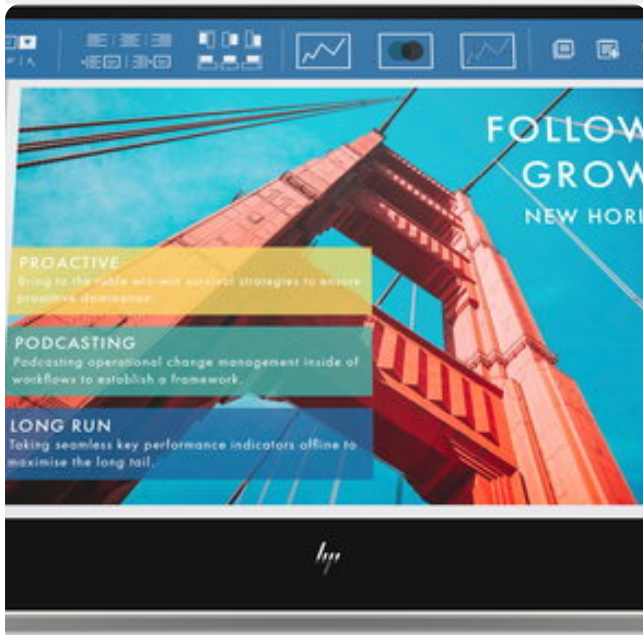 FOLLOW
GROW
NEW HORI
PROACTIVE
Bring to the table win-win survival strategies to ensure
proactive domination.
PODCASTING
Podcasting operational change management inside of
workflows to establish a framework.
LONG RUN
Taking seamless key performance indicators offline to
maximise the long tail.
hp